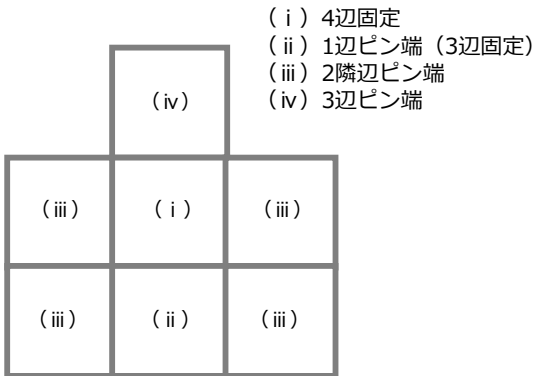 (ⅰ) 4辺固定
(ⅱ) 1辺ピン端 (3辺固定)
(ⅲ) 2隣辺ピン端
(ⅳ) 3辺ピン端
(ⅳ)
(ⅲ) (ⅰ) (ⅲ)
(ⅲ) (ⅱ) (ⅲ)